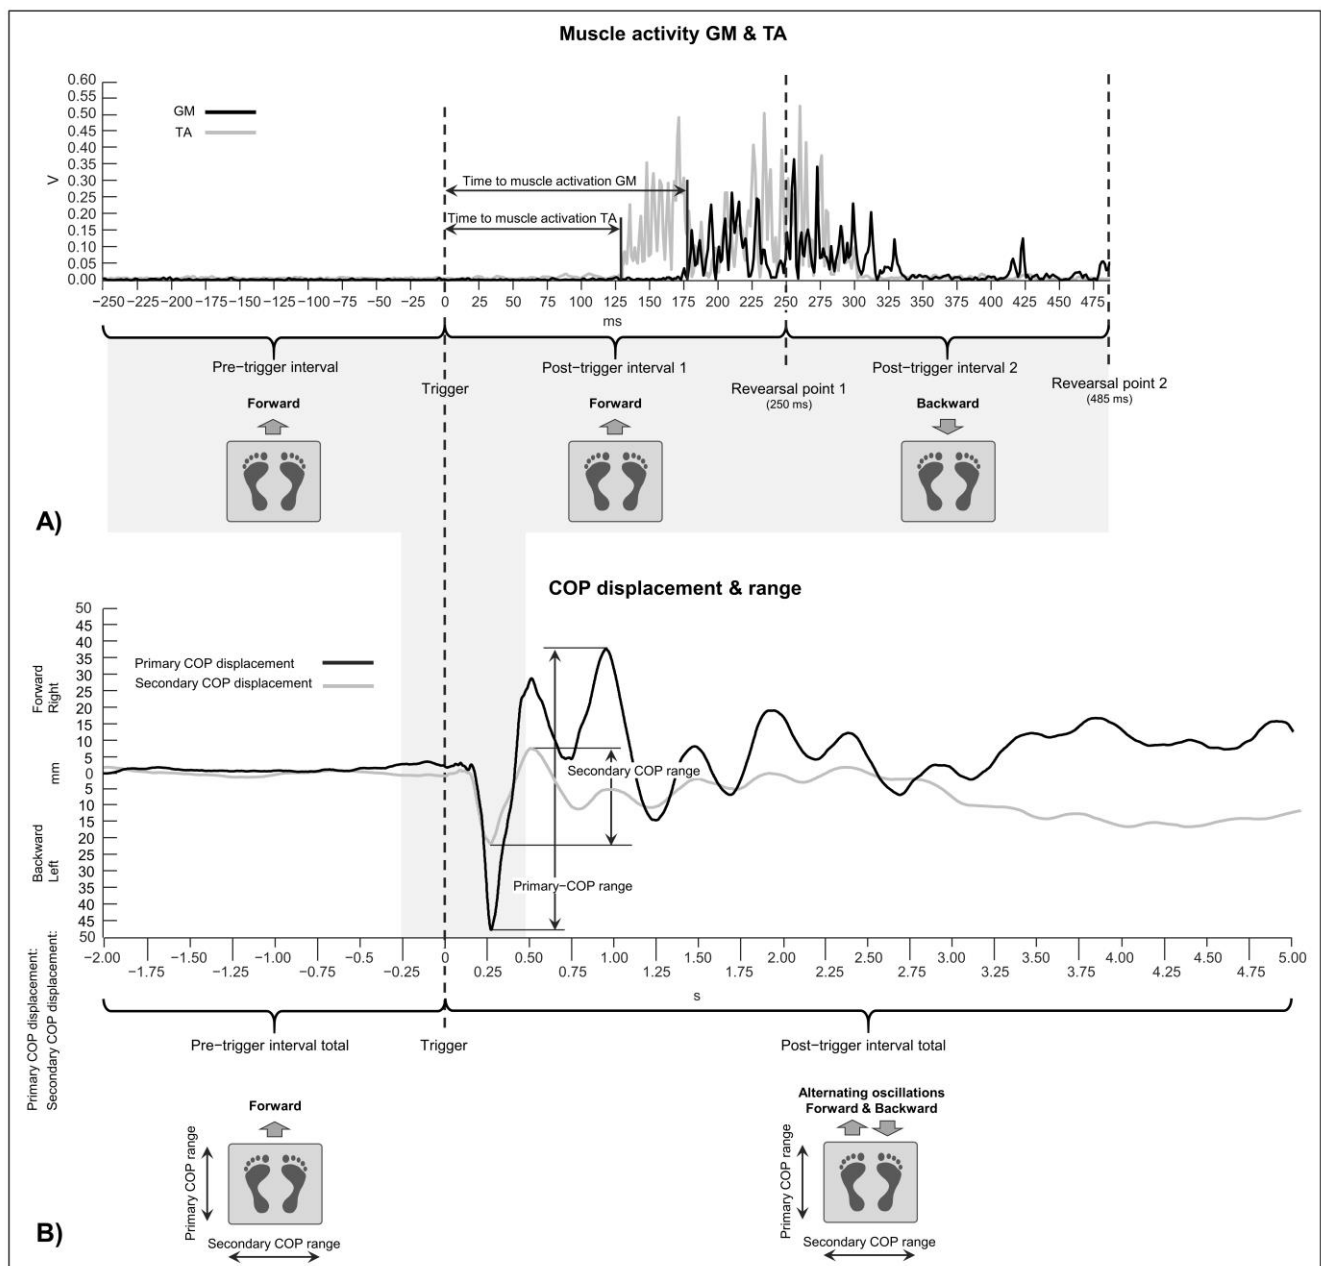 Muscle activity GM & TA
0.60
0.55
0.50
0.45
0.40
0.35
0.30
0.25
0.20
0.15
0.10
0.05
0.00
V
GM
TA
Time to muscle activation GM
Time to muscle activation TA
−250 −225 −200 −175 −150 −125 −100 −75 −50 −25 0 25 50 75 100 125 150 175 200 225 250 275 300 325 350 375 400 425 450 475
ms
Pre−trigger interval
Trigger
Post−trigger interval 1
Revearsal point 1
(250 ms)
Post−trigger interval 2
Revearsal point 2
(485 ms)
Forward
Forward
Backward
A)
COP displacement & range
50
45
40
35
30
25
20
15
10
5
0
5
10
15
20
25
30
35
40
45
50
Forward
Right
mm
Backward
Left
Primary COP displacement:
Secondary COP displacement:
Primary COP displacement
Secondary COP displacement
Secondary COP range
Primary−COP range
−2.00 −1.75 −1.50 −1.25 −1.00 −0.75 −0.5 −0.25 0 0.25 0.50 0.75 1.00 1.25 1.50 1.75 2.00 2.25 2.50 2.75 3.00 3.25 3.50 3.75 4.00 4.25 4.50 4.75 5.00
s
Pre−trigger interval total
Trigger
Post−trigger interval total
Forward
Primary COP range
Secondary COP range
Alternating oscillations
Forward & Backward
Primary COP range
Secondary COP range
B)